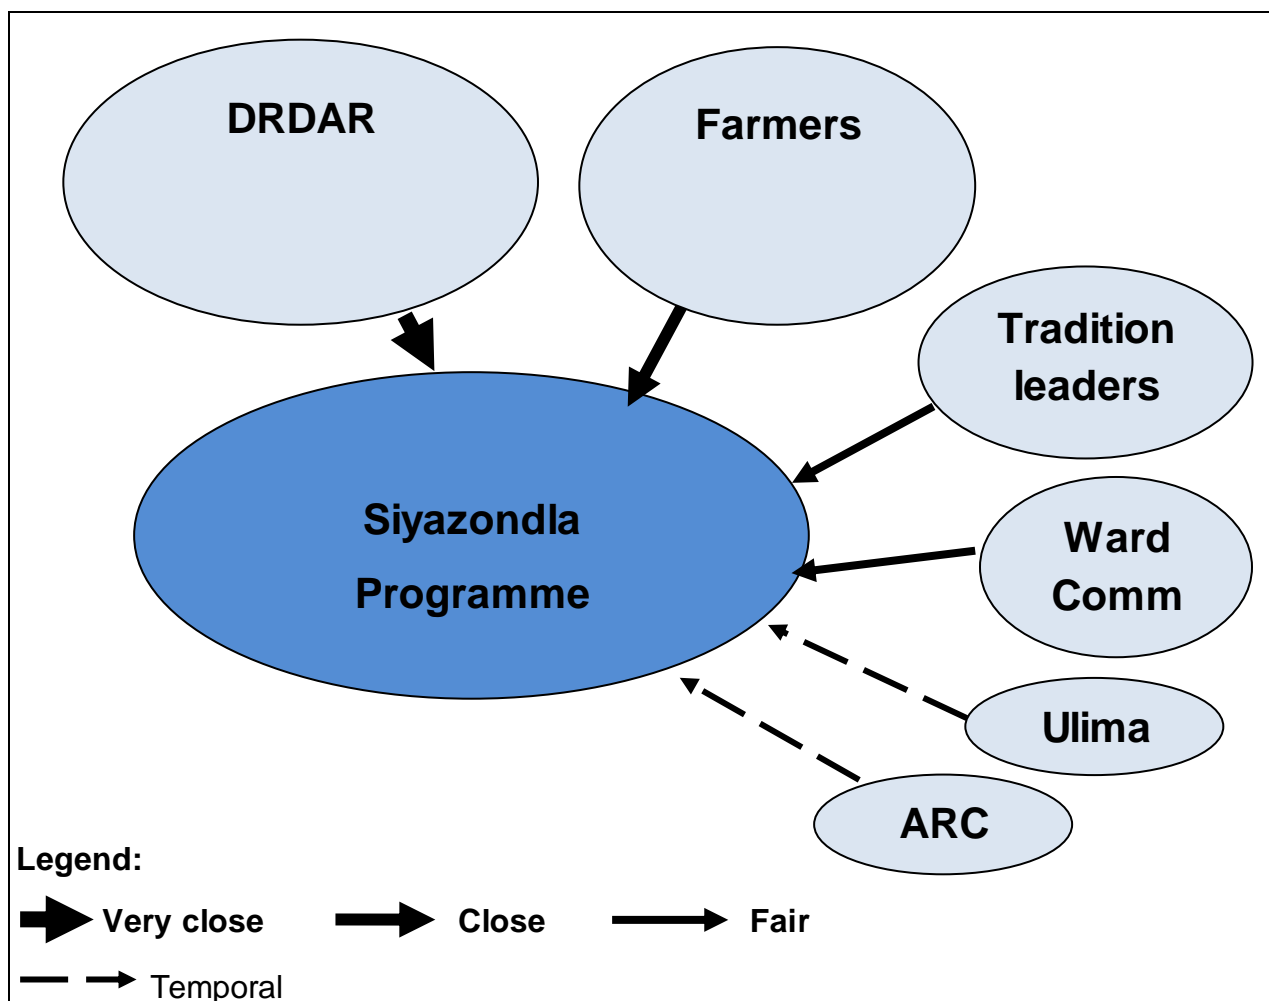 DRDAR
Farmers
Tradition
leaders
Siyazondla
Programme
Ward
Comm
Ulima
ARC
Legend:
Very close
Close
Fair
Temporal